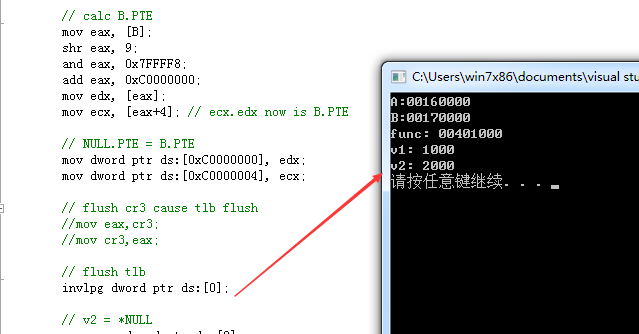 // calc B.PTE
mov eax, [B];
shr eax, 9;
and eax, 0x7FFFF8;
add eax, 0xC0000000;
mov edx, [eax];
mov ecx, [eax+4]; // ecx.edx now is B.PTE
// NULL.PTE = B.PTE
mov dword ptr ds:[0xC0000000], edx;
mov dword ptr ds:[0xC0000004], ecx;
// flush cr3 cause tlb flush
//mov eax,cr3;
//mov cr3,eax;
// flush tlb
invlpg dword ptr ds:[0];
// v2 = *NULL
C:\Users\win7x86\documents\visual stu
A:00160000
B:00170000
func: 00401000
v1: 1000
v2: 2000
请按任意键继续. . .